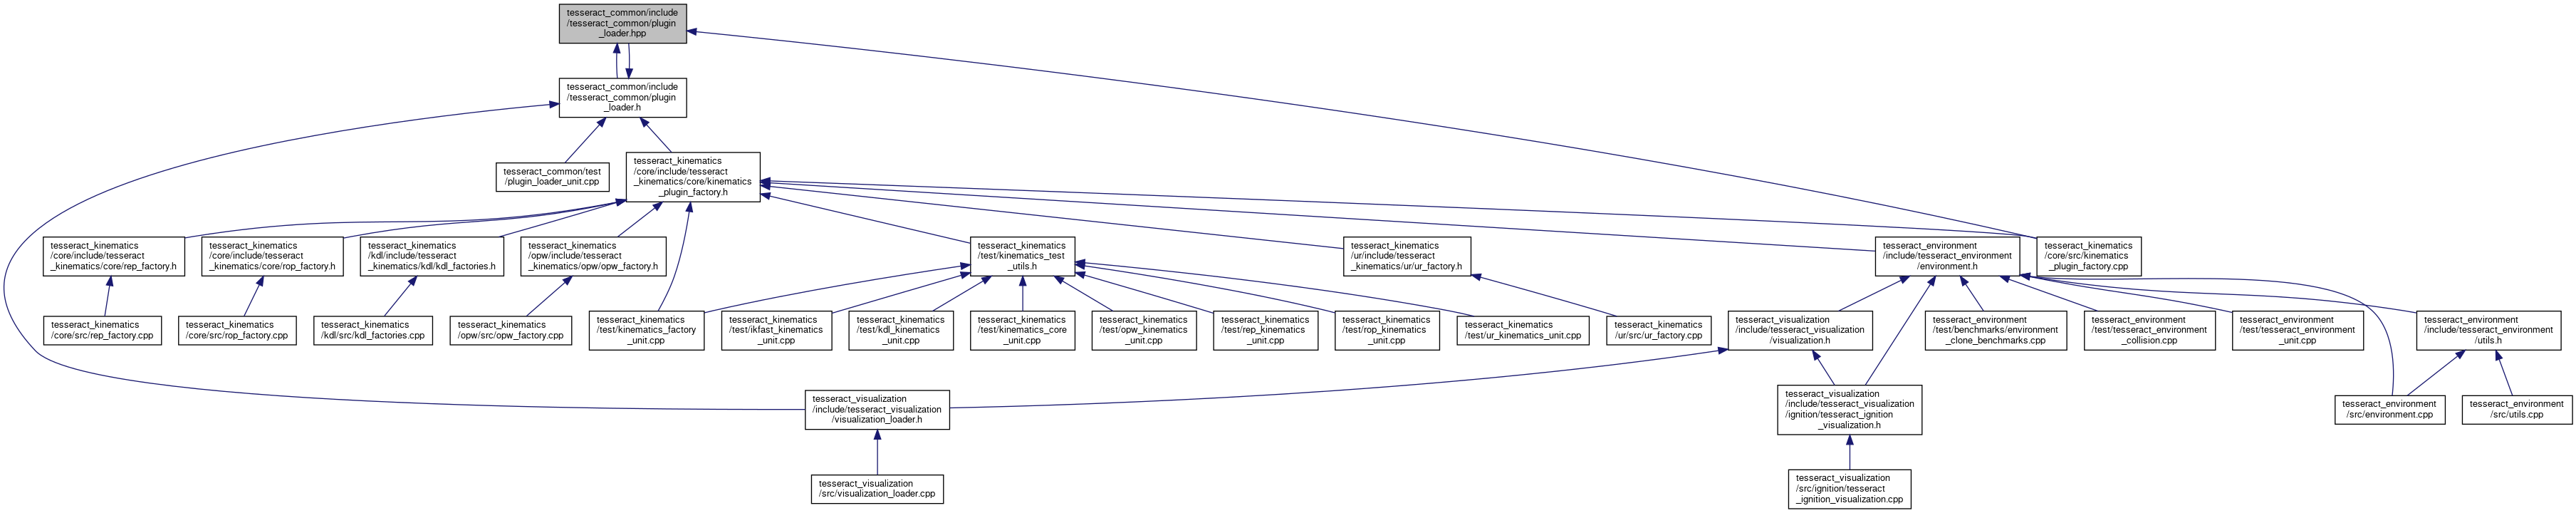 tesseract_common/include
/tesseract_common/plugin
_loader.hpp
tesseract_common/include
/tesseract_common/plugin
_loader.h
tesseract_common/test
/plugin_loader_unit.cpp
tesseract_kinematics
/core/include/tesseract
_kinematics/core/kinematics
_plugin_factory.h
tesseract_kinematics
/core/include/tesseract
_kinematics/core/rep_factory.h
tesseract_kinematics
/core/include/tesseract
_kinematics/core/rop_factory.h
tesseract_kinematics
/kdl/include/tesseract
_kinematics/kdl/kdl_factories.h
tesseract_kinematics
/opw/include/tesseract
_kinematics/opw/opw_factory.h
tesseract_kinematics
/test/kinematics_test
_utils.h
tesseract_kinematics
/ur/include/tesseract
_kinematics/ur/ur_factory.h
tesseract_environment
/include/tesseract_environment
/environment.h
tesseract_kinematics
/core/src/kinematics
_plugin_factory.cpp
tesseract_kinematics
/core/src/rep_factory.cpp
tesseract_kinematics
/core/src/rop_factory.cpp
tesseract_kinematics
/kdl/src/kdl_factories.cpp
tesseract_kinematics
/opw/src/opw_factory.cpp
tesseract_kinematics
/test/kinematics_factory
_unit.cpp
tesseract_kinematics
/test/ikfast_kinematics
_unit.cpp
tesseract_kinematics
/test/kdl_kinematics
_unit.cpp
tesseract_kinematics
/test/kinematics_core
_unit.cpp
tesseract_kinematics
/test/opw_kinematics
_unit.cpp
tesseract_kinematics
/test/rep_kinematics
_unit.cpp
tesseract_kinematics
/test/rop_kinematics
_unit.cpp
tesseract_kinematics
/test/ur_kinematics_unit.cpp
tesseract_kinematics
/ur/src/ur_factory.cpp
tesseract_visualization
/include/tesseract_visualization
/visualization.h
tesseract_environment
/test/benchmarks/environment
_clone_benchmarks.cpp
tesseract_environment
/test/tesseract_environment
_collision.cpp
tesseract_environment
/test/tesseract_environment
_unit.cpp
tesseract_environment
/include/tesseract_environment
/utils.h
tesseract_visualization
/include/tesseract_visualization
/visualization_loader.h
tesseract_visualization
/include/tesseract_visualization
/ignition/tesseract_ignition
_visualization.h
tesseract_environment
/src/environment.cpp
tesseract_environment
/src/utils.cpp
tesseract_visualization
/src/visualization_loader.cpp
tesseract_visualization
/src/ignition/tesseract
_ignition_visualization.cpp